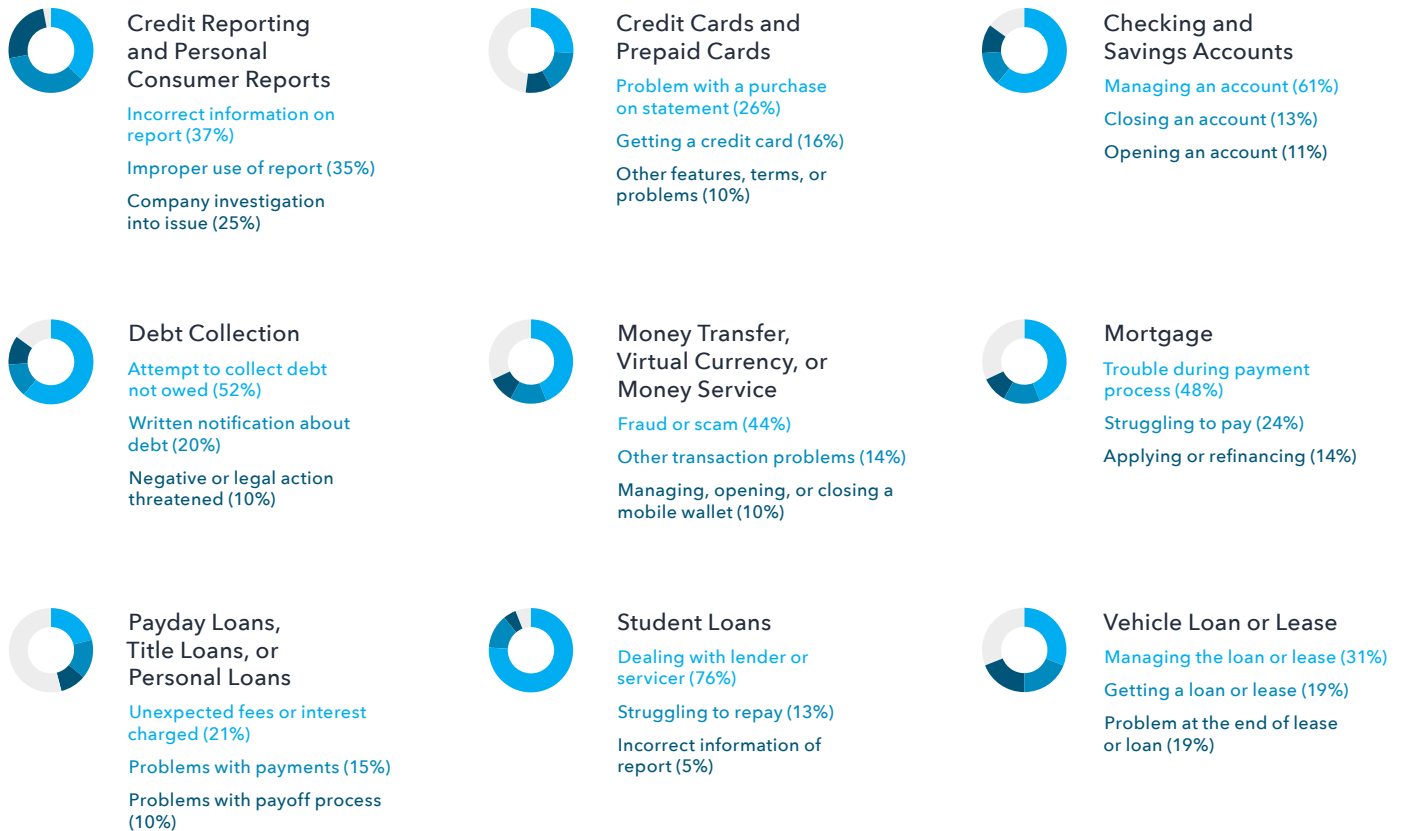 Credit Reporting
and Personal
Consumer Reports
Incorrect information on
report (37%)
Improper use of report (35%)
Company investigation
into issue (25%)
Credit Cards and
Prepaid Cards
Problem with a purchase
on statement (26%)
Getting a credit card (16%)
Other features, terms, or
problems (10%)
Checking and
Savings Accounts
Managing an account (61%)
Closing an account (13%)
Opening an account (11%)
Debt Collection
Attempt to collect debt
not owed (52%)
Written notification about
debt (20%)
Negative or legal action
threatened (10%)
Money Transfer,
Virtual Currency, or
Money Service
Fraud or scam (44%)
Other transaction problems (14%)
Managing, opening, or closing a
mobile wallet (10%)
Mortgage
Trouble during payment
process (48%)
Struggling to pay (24%)
Applying or refinancing (14%)
Payday Loans,
Title Loans, or
Personal Loans
Unexpected fees or interest
charged (21%)
Problems with payments (15%)
Problems with payoff process
(10%)
Student Loans
Dealing with lender or
servicer (76%)
Struggling to repay (13%)
Incorrect information of
report (5%)
Vehicle Loan or Lease
Managing the loan or lease (31%)
Getting a loan or lease (19%)
Problem at the end of lease
or loan (19%)